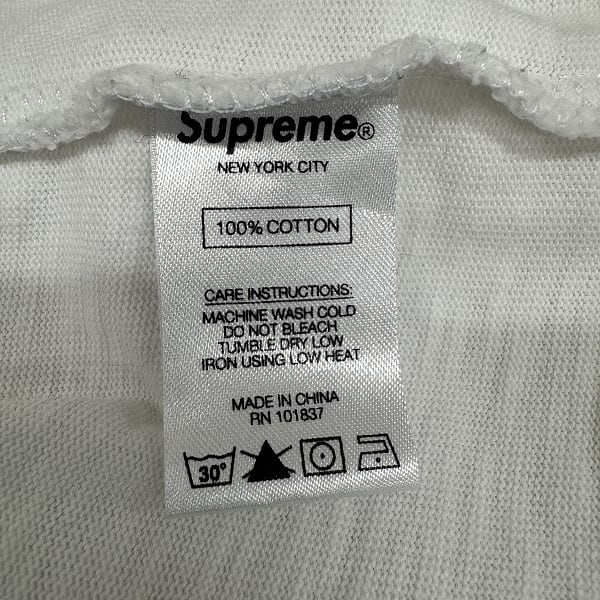 Supreme®
NEW YORK CITY
100% COTTON
CARE INSTRUCTIONS:
MACHINE WASH COLD
DO NOT BLEACH
TUMBLE DRY LOW
IRON USING LOW HEAT
MADE IN CHINA
RN 101837
30°